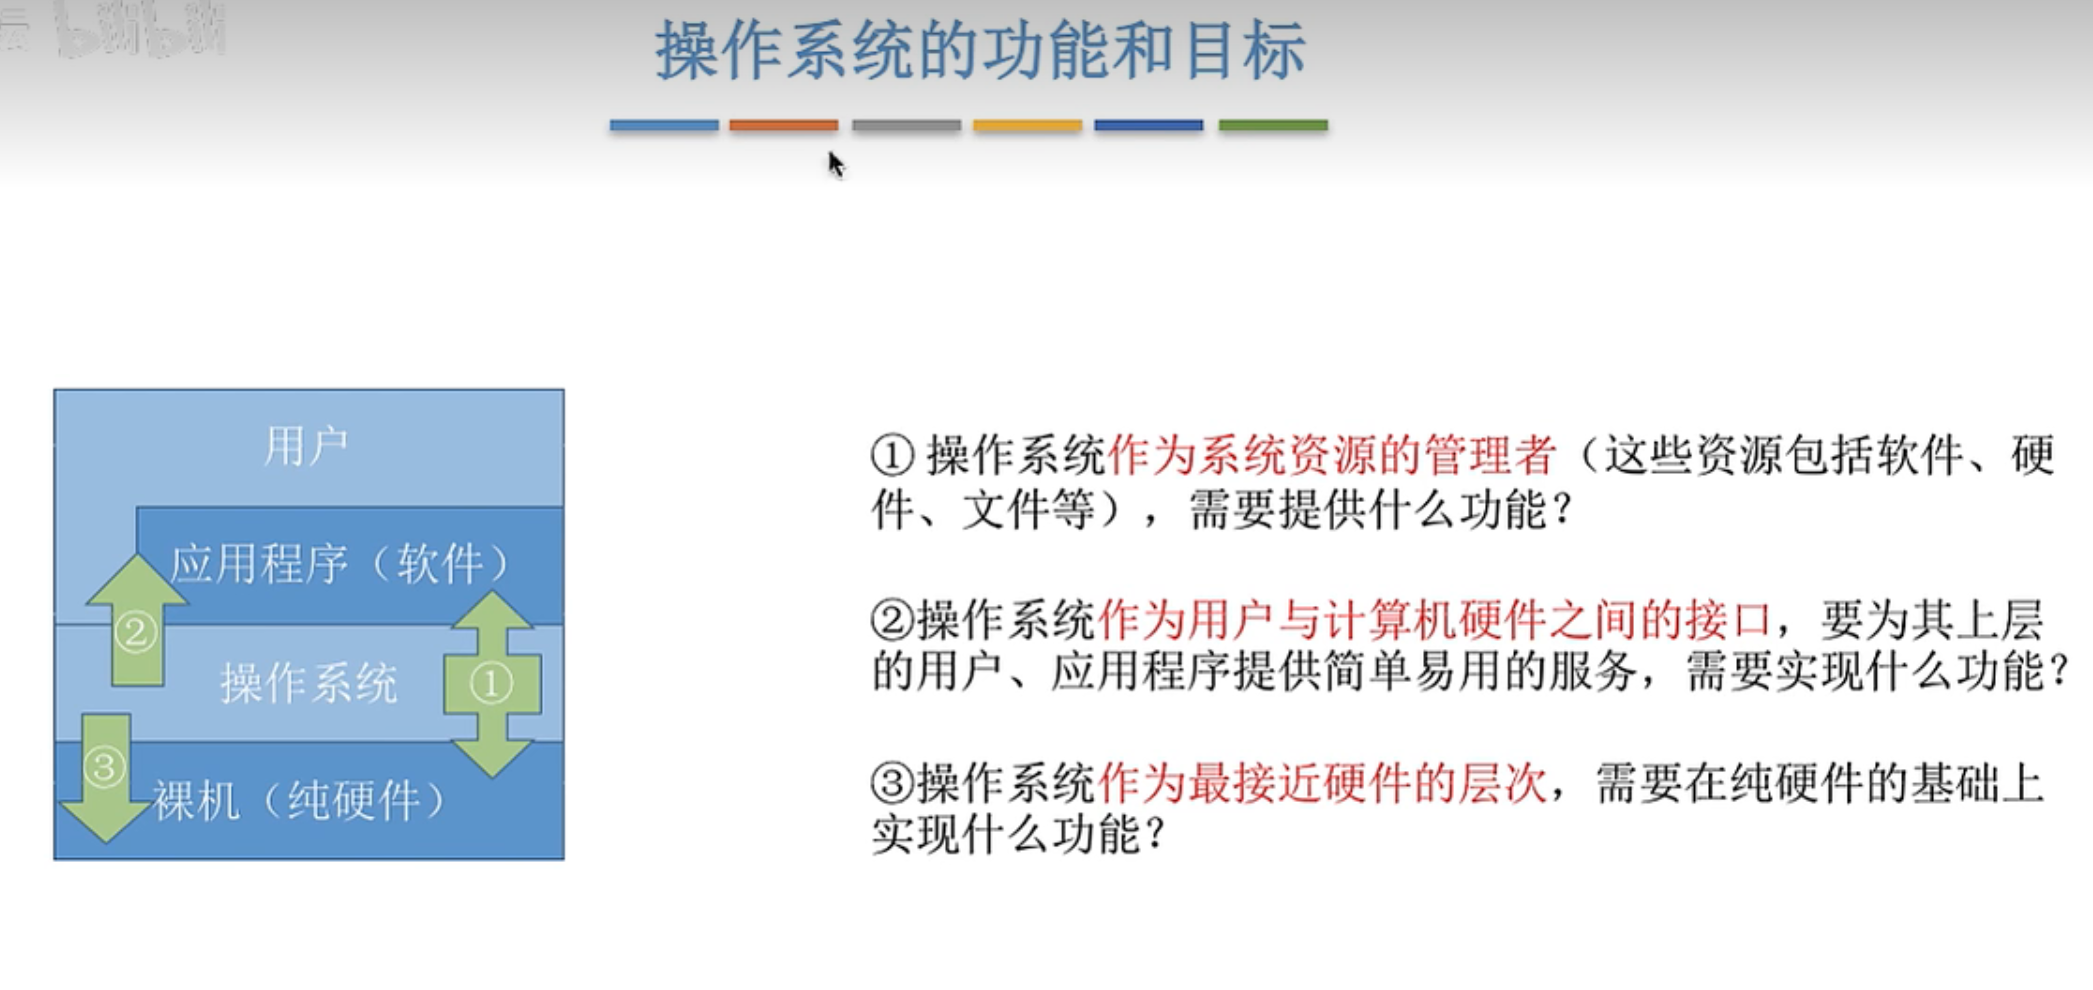 操作系统的功能和目标
用户
应用程序（软件）
②
操作系统
①
③
裸机（纯硬件）
① 操作系统作为系统资源的管理者（这些资源包括软件、硬
件、文件等），需要提供什么功能？
②操作系统作为用户与计算机硬件之间的接口，要为其上层
的用户、应用程序提供简单易用的服务，需要实现什么功能？
③操作系统作为最接近硬件的层次，需要在纯硬件的基础上
实现什么功能？